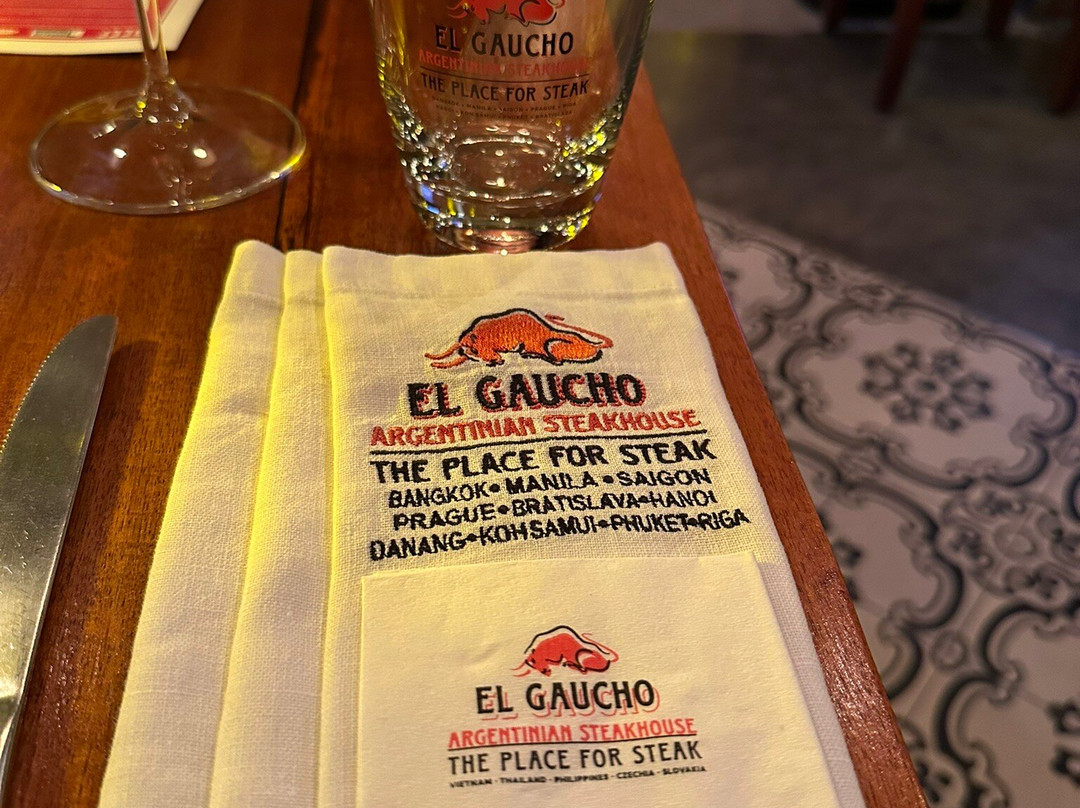 EL GAUCHO
ARGENTINIAN STEAKHOUSE
THE PLACE FOR STEAK
EL GAUCHO
ARGENTINIAN STEAKHOUSE
THE PLACE FOR STEAK
BANGKOK • MANILA • SAIGON
PRAGUE • BRATISLAVA • HANOI
DANANG • KOH SAMUI • PHUKET • RIGA
EL GAUCHO
ARGENTINIAN STEAKHOUSE
THE PLACE FOR STEAK
VIETNAM · THAILAND · PHILIPPINES · CZECHIA · SLOVAKIA